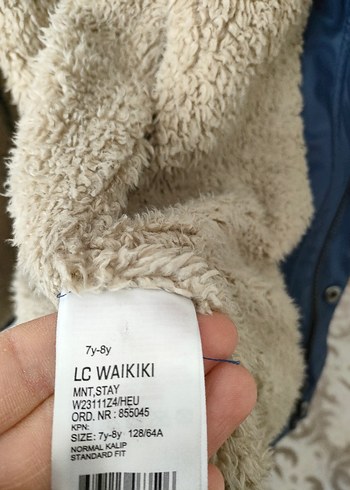 7y-8y
LC WAIKIKI
MNT,STAY
W23111Z4/HEU
ORD. NR : 855045
KPN:
SIZE: 7y-8y 128/64A
NORMAL KALIP
STANDARD FIT